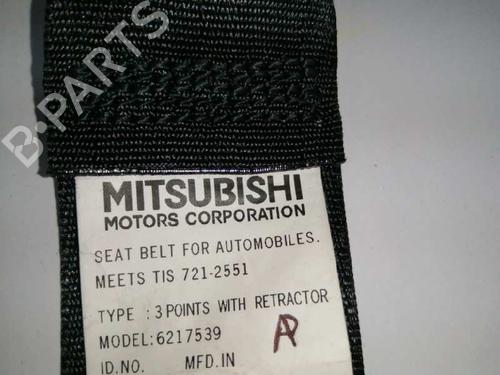 B-PARTS
MITSUBISHI
MOTORS CORPORATION
SEAT BELT FOR AUTOMOBILES.
MEETS TIS 721-2551
TYPE : 3 POINTS WITH RETRACTOR
MODEL:6217539
ID.NO. MFD.IN